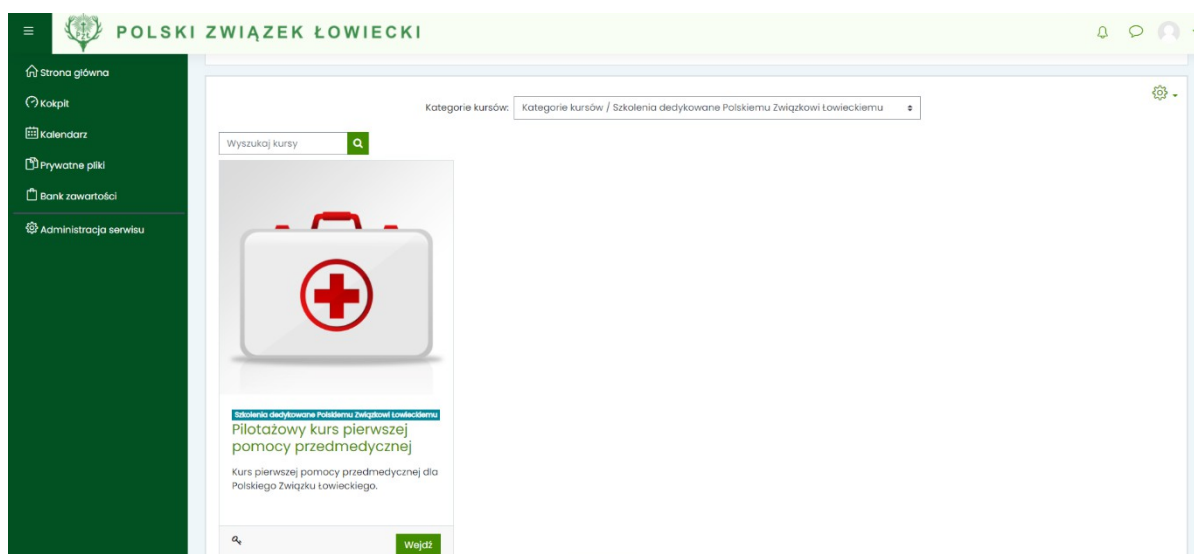 POLSKI ZWIĄZEK ŁOWIECKI
Strona główna
Kokpit
Kalendarz
Prywatne pliki
Bank zawartości
Administracja serwisu
Kategorie kursów:
Kategorie kursów / Szkolenia dedykowane Polskiemu Związkowi Łowieckiemu
Wyszukaj kursy
Szkolenia dedykowane Polskiemu Związkowi Łowieckiemu
Pilotażowy kurs pierwszej
pomocy przedmedycznej
Kurs pierwszej pomocy przedmedycznej dla
Polskiego Związku Łowieckiego.
Wejdź